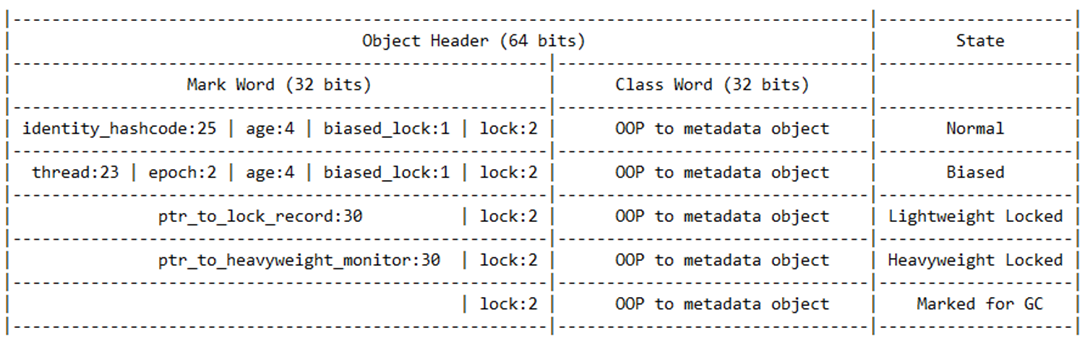 |--------------------------------------------------------------------------------------|--------------------|
| Object Header (64 bits) | State |
|-------------------------------------------------------|-------------------------------|--------------------|
| Mark Word (32 bits) | Class Word (32 bits) | |
|-------------------------------------------------------|-------------------------------|--------------------|
| identity_hashcode:25 | age:4 | biased_lock:1 | lock:2 | OOP to metadata object | Normal |
|-------------------------------------------------------|-------------------------------|--------------------|
| thread:23 | epoch:2 | age:4 | biased_lock:1 | lock:2 | OOP to metadata object | Biased |
|-------------------------------------------------------|-------------------------------|--------------------|
| ptr_to_lock_record:30 | lock:2 | OOP to metadata object | Lightweight Locked |
|-------------------------------------------------------|-------------------------------|--------------------|
| ptr_to_heavyweight_monitor:30 | lock:2 | OOP to metadata object | Heavyweight Locked |
|-------------------------------------------------------|-------------------------------|--------------------|
| | lock:2 | OOP to metadata object | Marked for GC |
|-------------------------------------------------------|-------------------------------|--------------------|